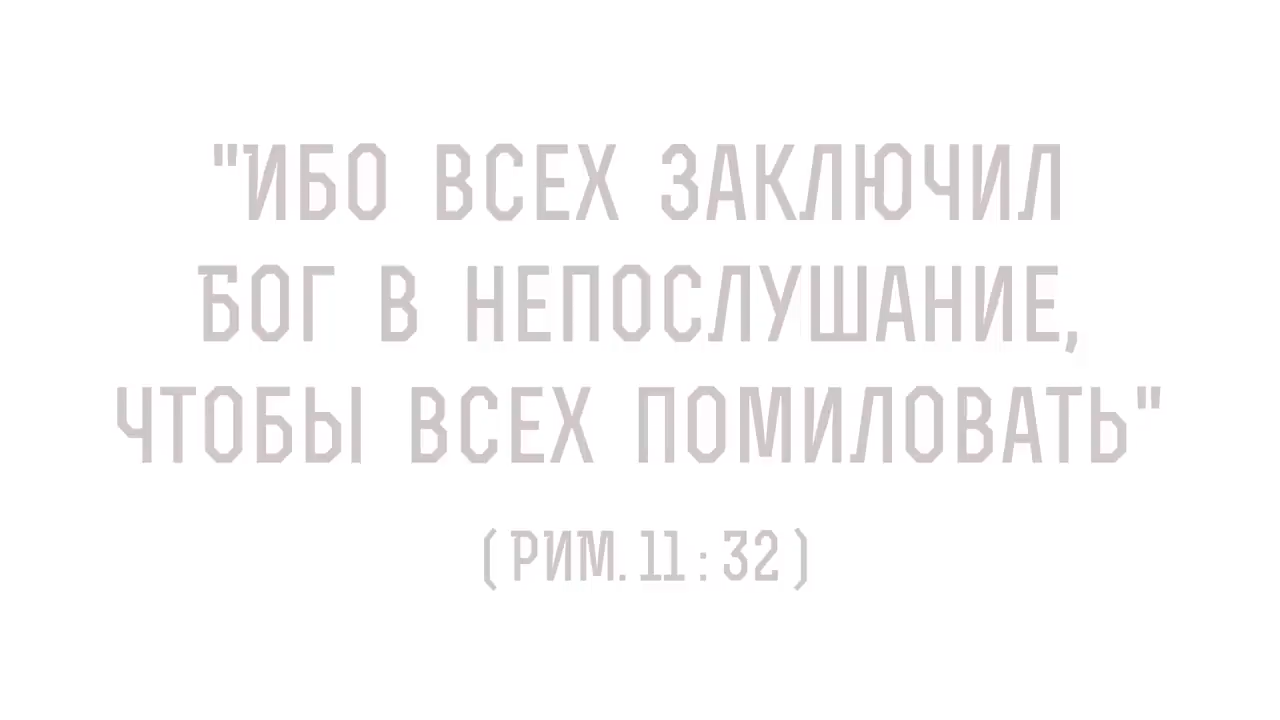 "ИБО ВСЕХ ЗАКЛЮЧИЛ
БОГ В НЕПОСЛУШАНИЕ,
ЧТОБЫ ВСЕХ ПОМИЛОВАТЬ"
(РИМ. 11:32)